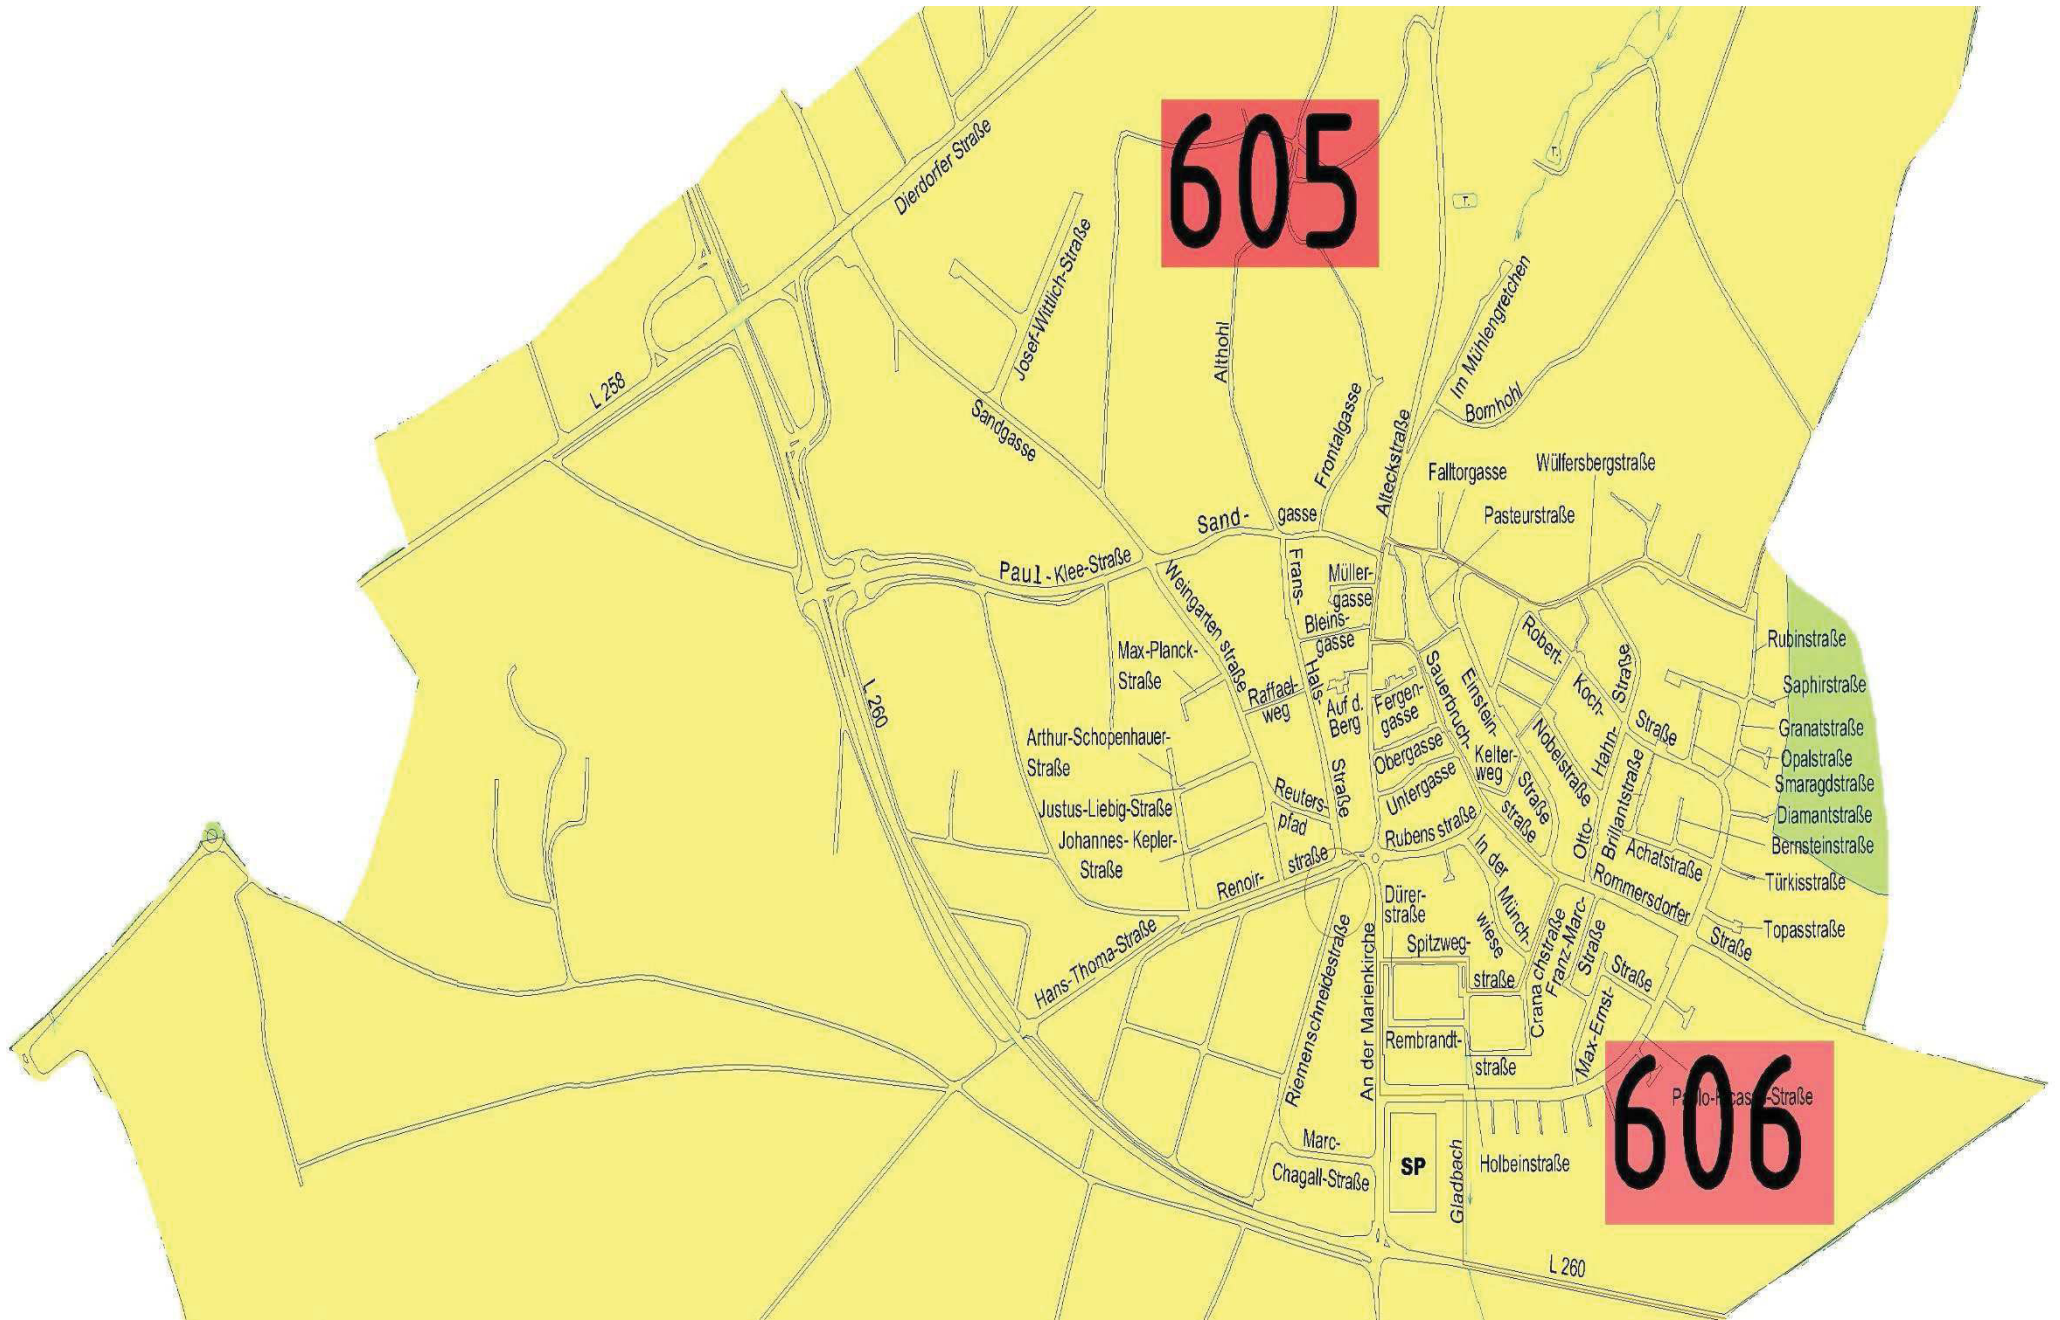 605
Dierdorfer Straße
T.
T.
Josef-Wittlich-Straße
Im Mühlengretchen
Althohl
L 258
Bornhohl
Sandgasse
Frontalgasse
Alteckstraße
Falltorgasse
Wülfersbergstraße
Pasteurstraße
Sand-
gasse
Paul-Klee-Straße
Weingarten straße
Frans-
Hals-
Straße
Müller-
gasse
Bleins-
gasse
Max-Planck-
Straße
Raffael-
weg
Auf d.
Berg
Fergen-
gasse
Sauerbruch-
straße
Einstein-
Straße
Robert-
Koch-
Straße
Rubinstraße
Saphirstraße
Granatstraße
Opalstraße
Smaragdstraße
Diamantstraße
Bernsteinstraße
Türkisstraße
Topasstraße
L 260
Arthur-Schopenhauer-
Straße
Obergasse
Kelter-
weg
Nobelstraße
Otto-
Hahn-
Straße
Brillantstraße
Justus-Liebig-Straße
Untergasse
Reuters-
pfad
Johannes- Kepler-
Straße
Rubens straße
In der
Münch-
wiese
Achatstraße
Renoir-
straße
Rommersdorfer
Straße
Dürer-
straße
Hans-Thoma-Straße
Riemenschneidestraße
An der Marienkirche
Spitzweg-
straße
Crana chstraße
Franz-Marc-
Straße
Max-Ernst-
Straße
Rembrandt-
straße
606
Marc-
Chagall-Straße
SP
Gladbach
Holbeinstraße
L 260